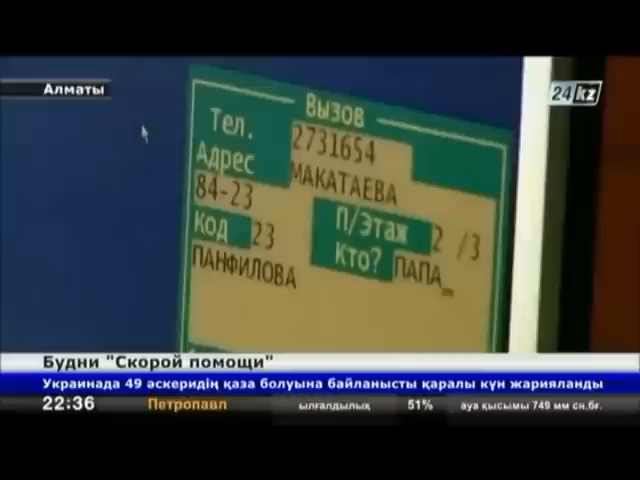 Алматы
24kz
Вызов
Тел. 2731654
Адрес МАКАТАЕВА
84-23
Код 23 П/Этаж 2 /3
ПАНФИЛОВА Кто? ПАПА_
Будни "Скорой помощи"
Украинада 49 әскеридің қаза болуына байланысты қаралы күн жарияланды
22:36 Петропавл ылғалдылық 51% ауа қысымы 749 мм сн.бғ.